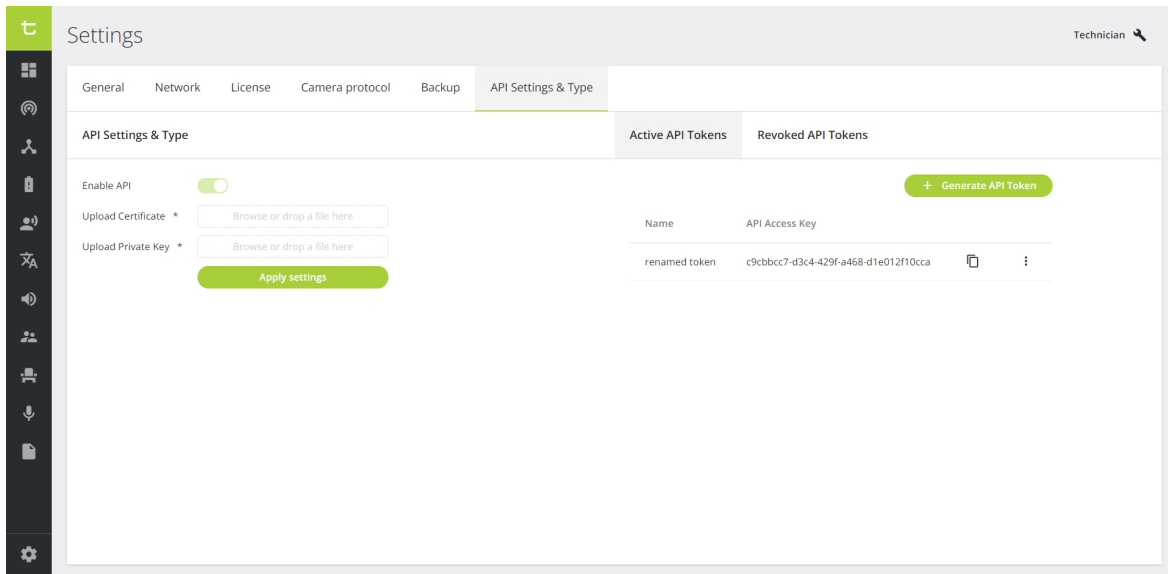 Settings
Technician
General Network License Camera protocol Backup API Settings & Type
API Settings & Type
Active API Tokens Revoked API Tokens
Enable API
+ Generate API Token
Upload Certificate * Browse or drop a file here
Name API Access Key
Upload Private Key * Browse or drop a file here
renamed token c9cbbcc7-d3c4-429f-a468-d1e012f10cca
Apply settings